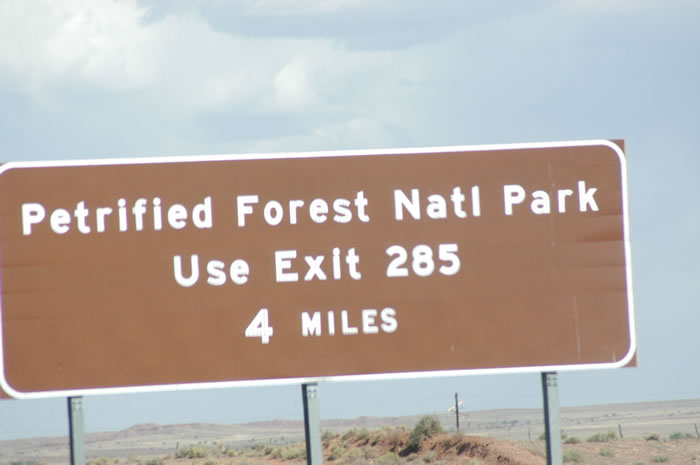 Petrified Forest Natl Park
Use Exit 285
4 MILES